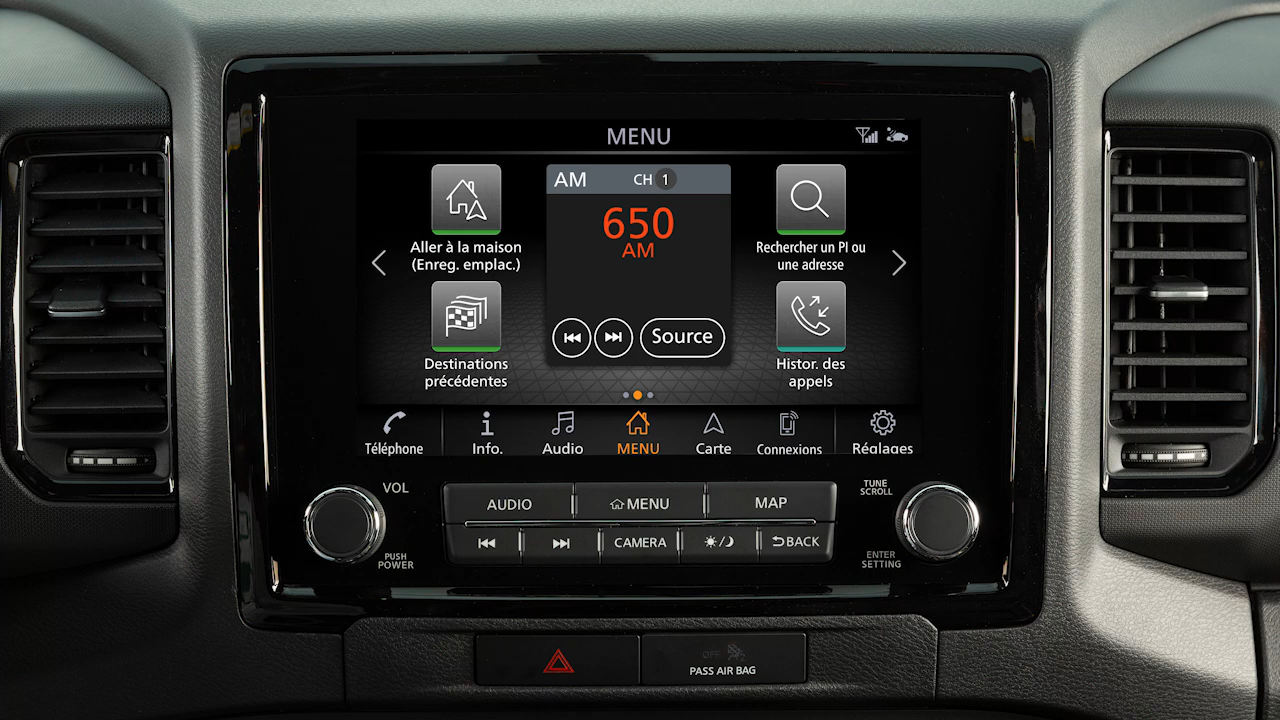 MENU
AM CH 1
650
AM
Aller à la maison
(Enreg. emplac.)
Rechercher un PI ou
une adresse
Source
Destinations
précédentes
Histor. des
appels
Téléphone Info. Audio MENU Carte Connexions Réglages
VOL
PUSH
POWER
AUDIO MENU MAP
CAMERA BACK
TUNE
SCROLL
ENTER
SETTING
OFF
PASS AIR BAG